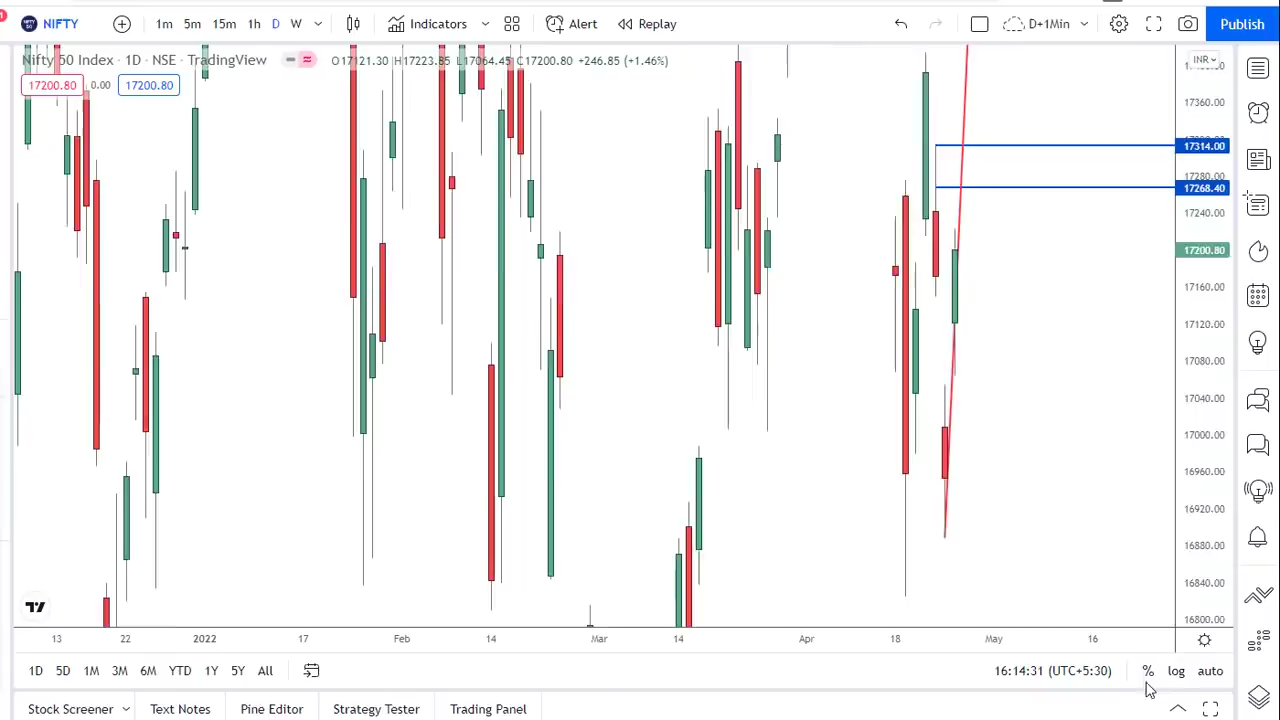 NIFTY 1m 5m 15m 1h D W Indicators Alert Replay D+1Min Publish
Nifty 50 Index · 1D · NSE · TradingView O17121.30 H17223.85 L17064.45 C17200.80 +246.85 (+1.46%) INR
17200.80 0.00 17200.80
17360.00
17314.00
17280.00
17268.40
17240.00
17200.80
17160.00
17120.00
17080.00
17040.00
17000.00
16960.00
16920.00
16880.00
16840.00
16800.00
13 22 2022 17 Feb 14 Mar 14 Apr 18 May 16
1D 5D 1M 3M 6M YTD 1Y 5Y All 16:14:31 (UTC+5:30) % log auto
Stock Screener Text Notes Pine Editor Strategy Tester Trading Panel